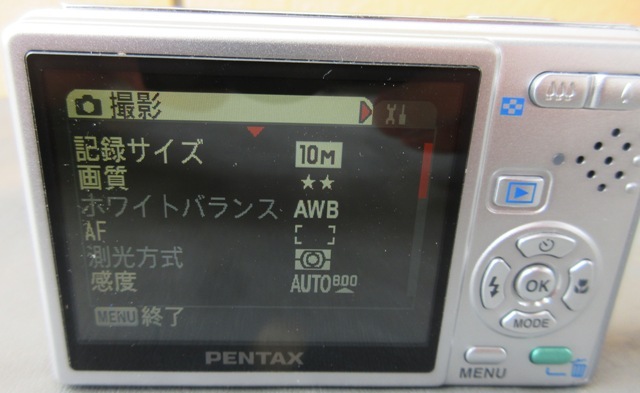 撮影
記録サイズ 10M
画質 ★★
ホワイトバランス AWB
AF
測光方式
感度 AUTO800
MENU 終了
PENTAX
OK
MODE
MENU